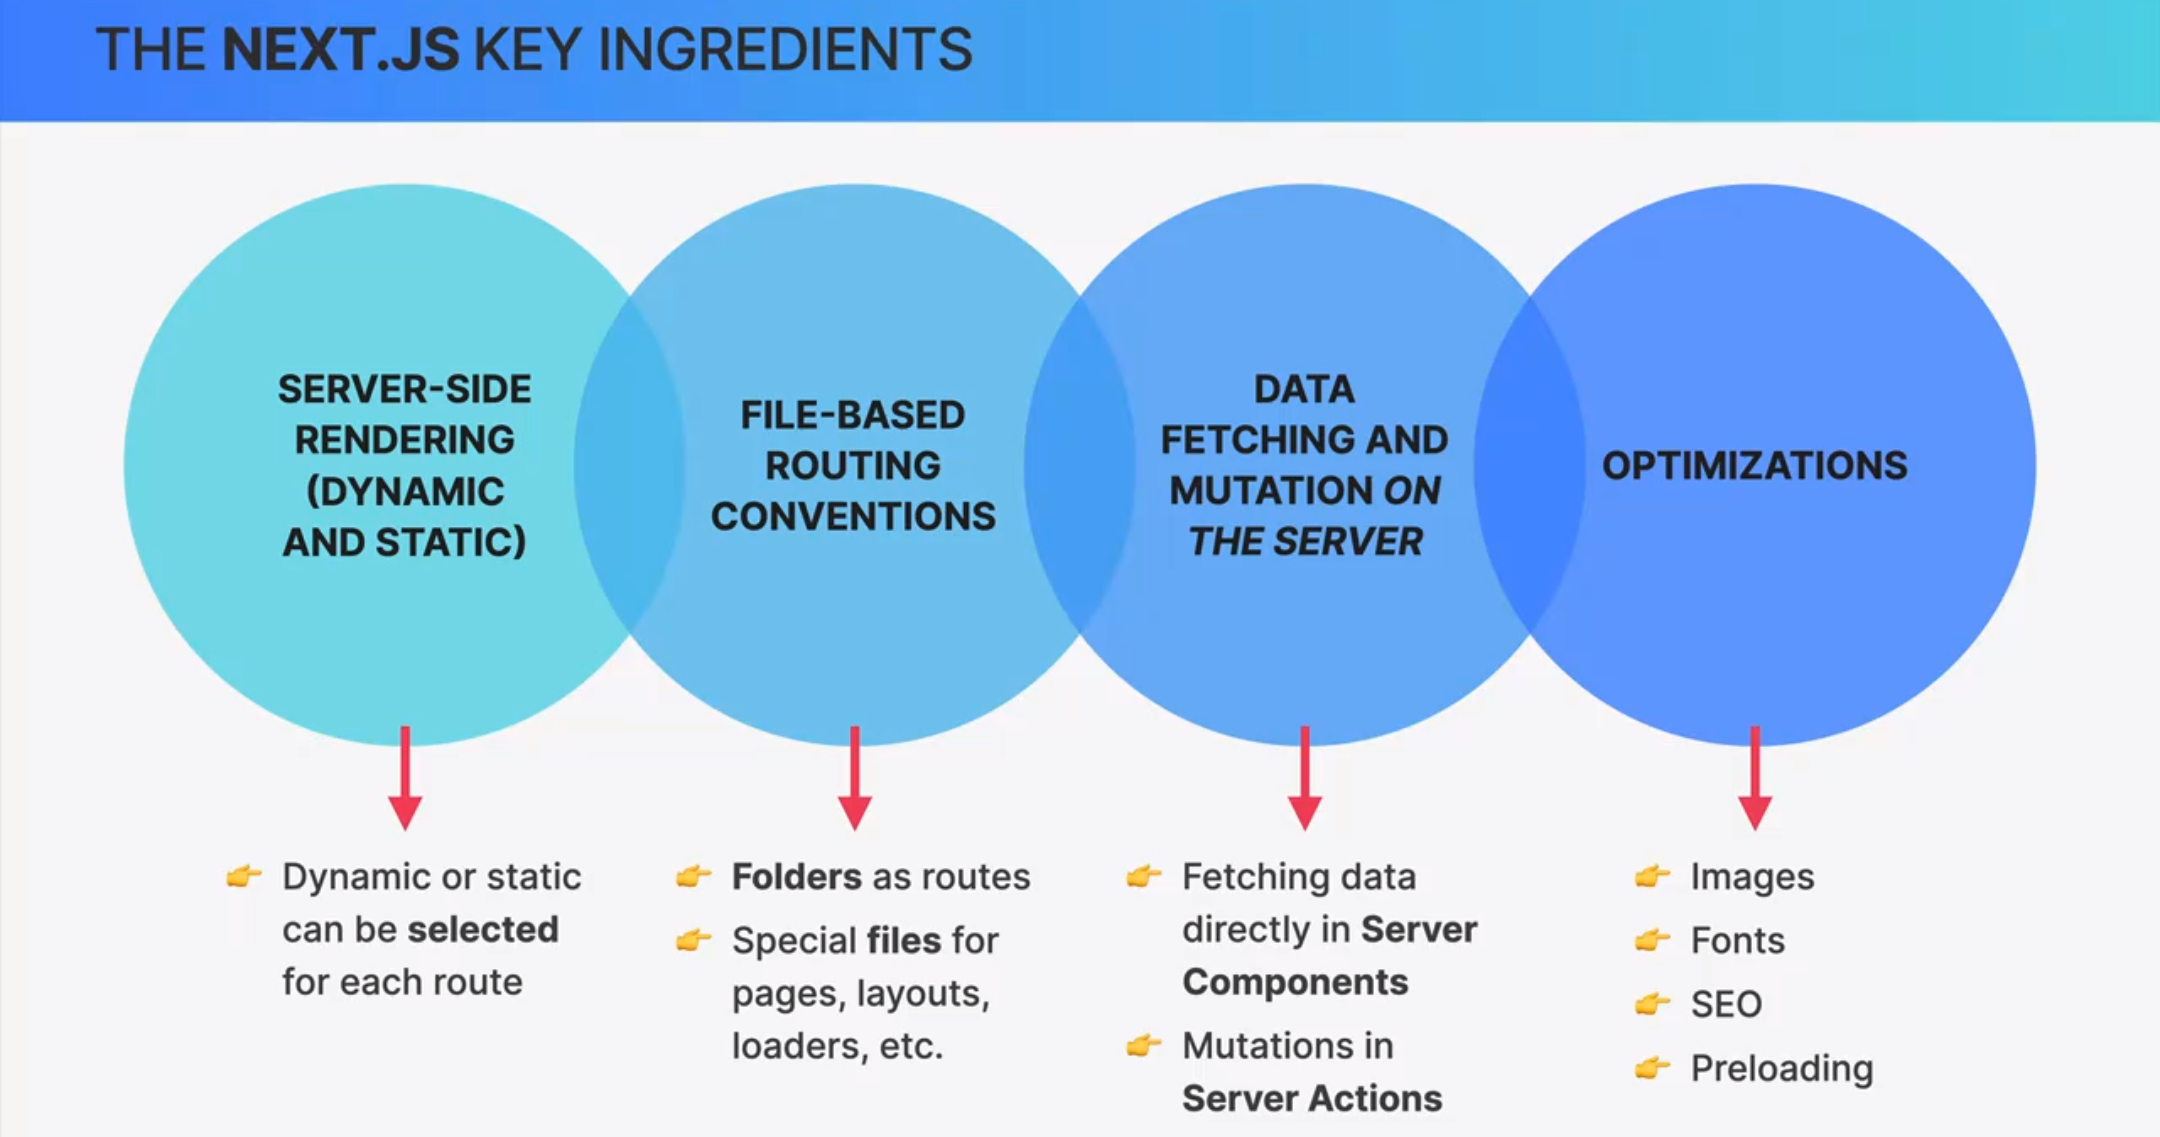 THE NEXT.JS KEY INGREDIENTS
SERVER-SIDE
RENDERING
(DYNAMIC
AND STATIC)
FILE-BASED
ROUTING
CONVENTIONS
DATA
FETCHING AND
MUTATION ON
THE SERVER
OPTIMIZATIONS
👉 Dynamic or static
can be selected
for each route
👉 Folders as routes
👉 Special files for
pages, layouts,
loaders, etc.
👉 Fetching data
directly in Server
Components
👉 Mutations in
Server Actions
👉 Images
👉 Fonts
👉 SEO
👉 Preloading